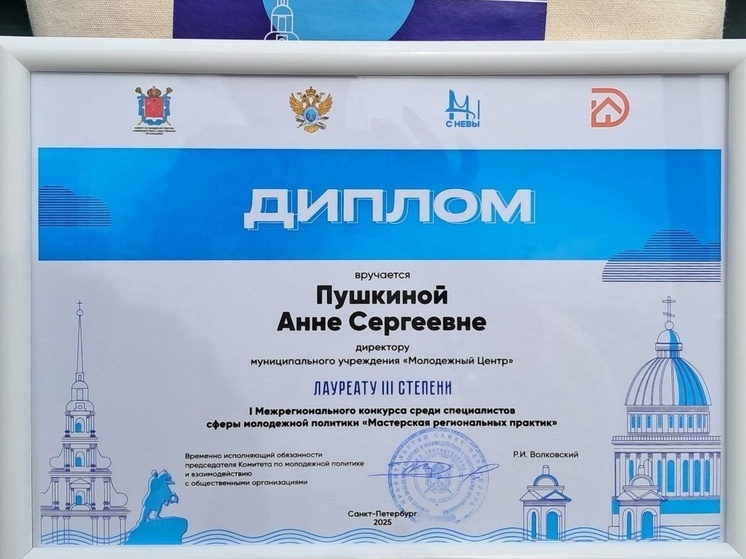 С НЕВЫ
ДИПЛОМ
вручается
Пушкиной
Анне Сергеевне
директору
муниципального учреждения «Молодежный Центр»
ЛАУРЕАТУ III СТЕПЕНИ
I Межрегионального конкурса среди специалистов
сферы молодежной политики «Мастерская региональных практик»
Временно исполняющий обязанности
председателя Комитета по молодежной политике
и взаимодействию
с общественными организациями
Р.И. Волковский
Санкт-Петербург
2025